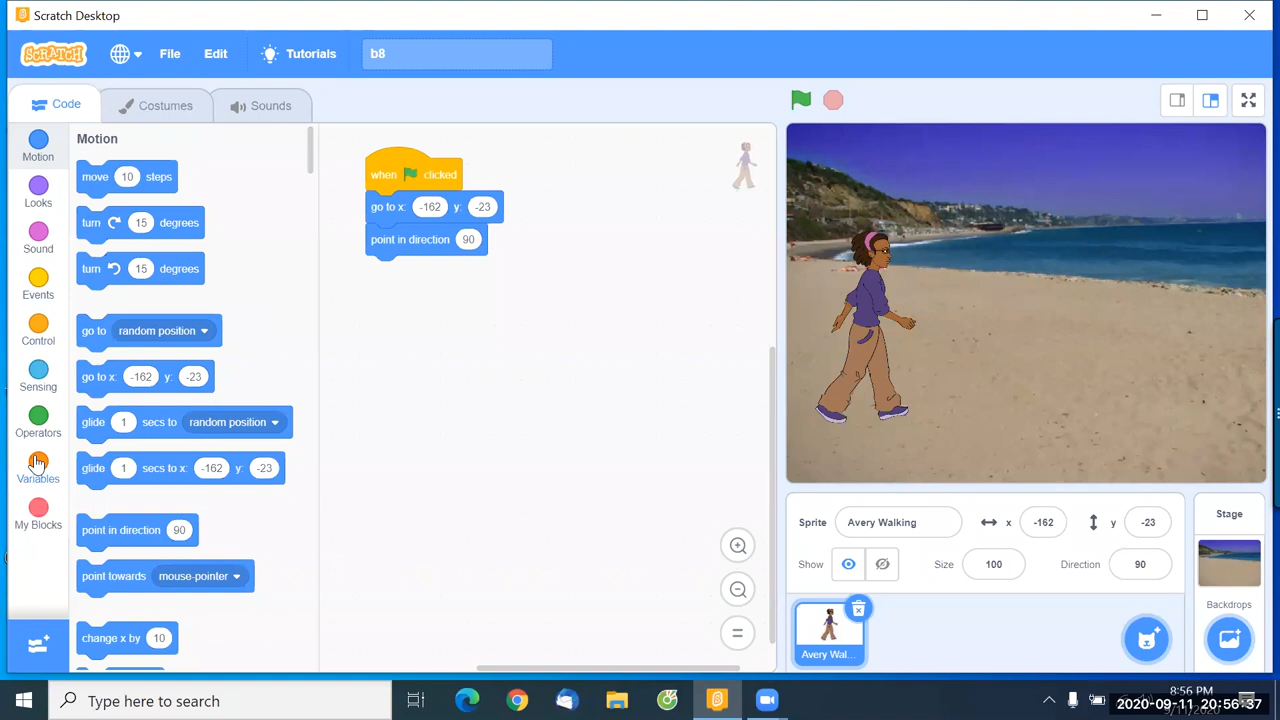 Scratch Desktop
SCRATCH File Edit Tutorials b8
Code Costumes Sounds
Motion
Looks
Sound
Events
Control
Sensing
Operators
Variables
My Blocks
Motion
move 10 steps
turn 15 degrees
turn 15 degrees
go to random position
go to x: -162 y: -23
glide 1 secs to random position
glide 1 secs to x: -162 y: -23
point in direction 90
point towards mouse-pointer
change x by 10
when clicked
go to x: -162 y: -23
point in direction 90
Sprite Avery Walking x -162 y -23
Show Size 100 Direction 90
Avery Wal...
Stage
Backdrops
Type here to search
8:56 PM
2020-09-11 20:56:37